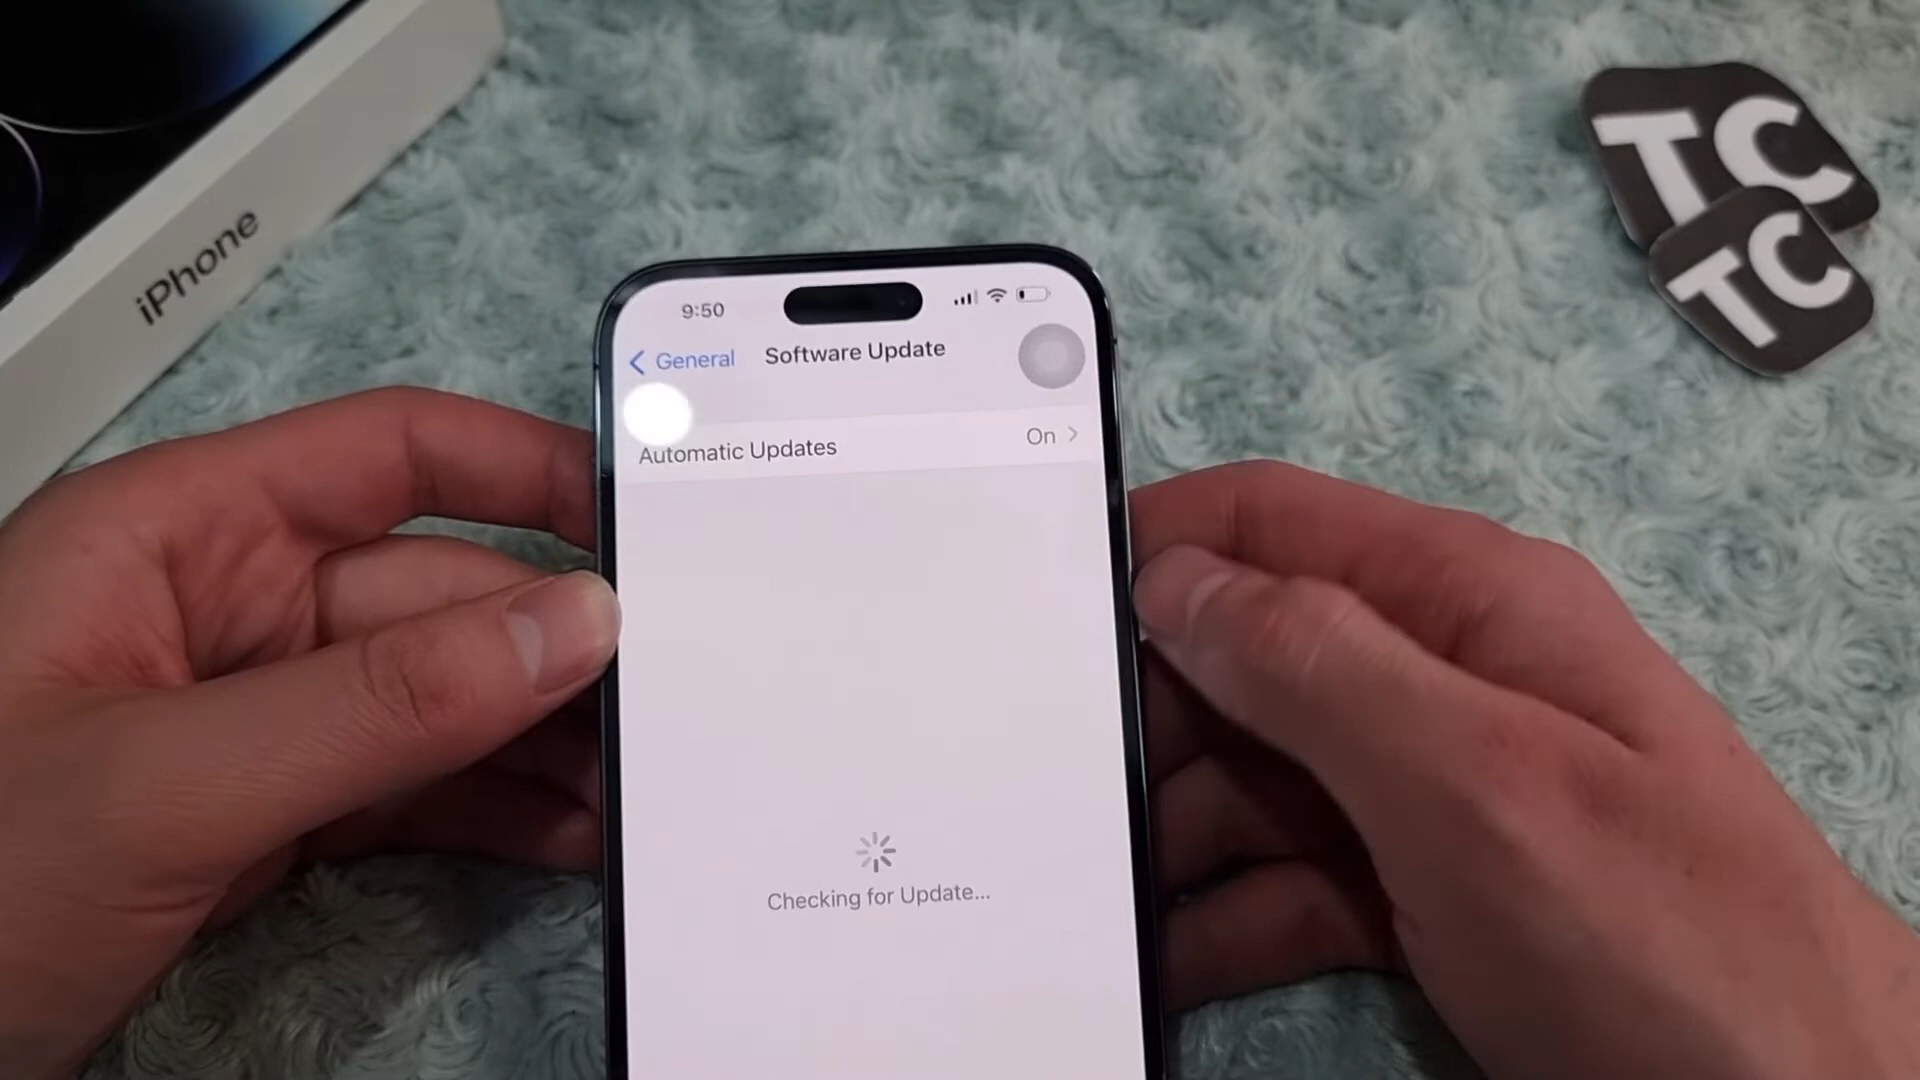 iPhone
TC
TC
9:50
General
Software Update
Automatic Updates
On
Checking for Update...